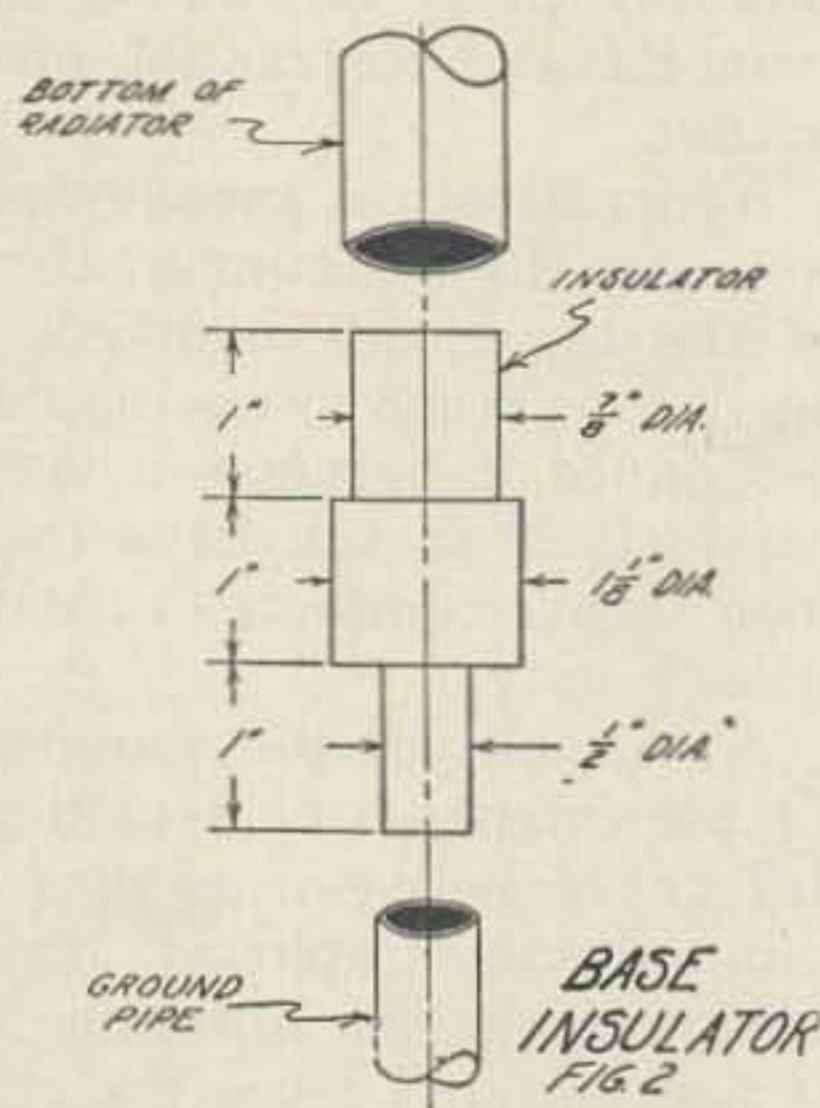 BOTTOM OF
RADIATOR
INSULATOR
1"
7/8" DIA.
1"
1 1/8" DIA.
1"
1/2" DIA."
GROUND
PIPE
BASE
INSULATOR
FIG. 2